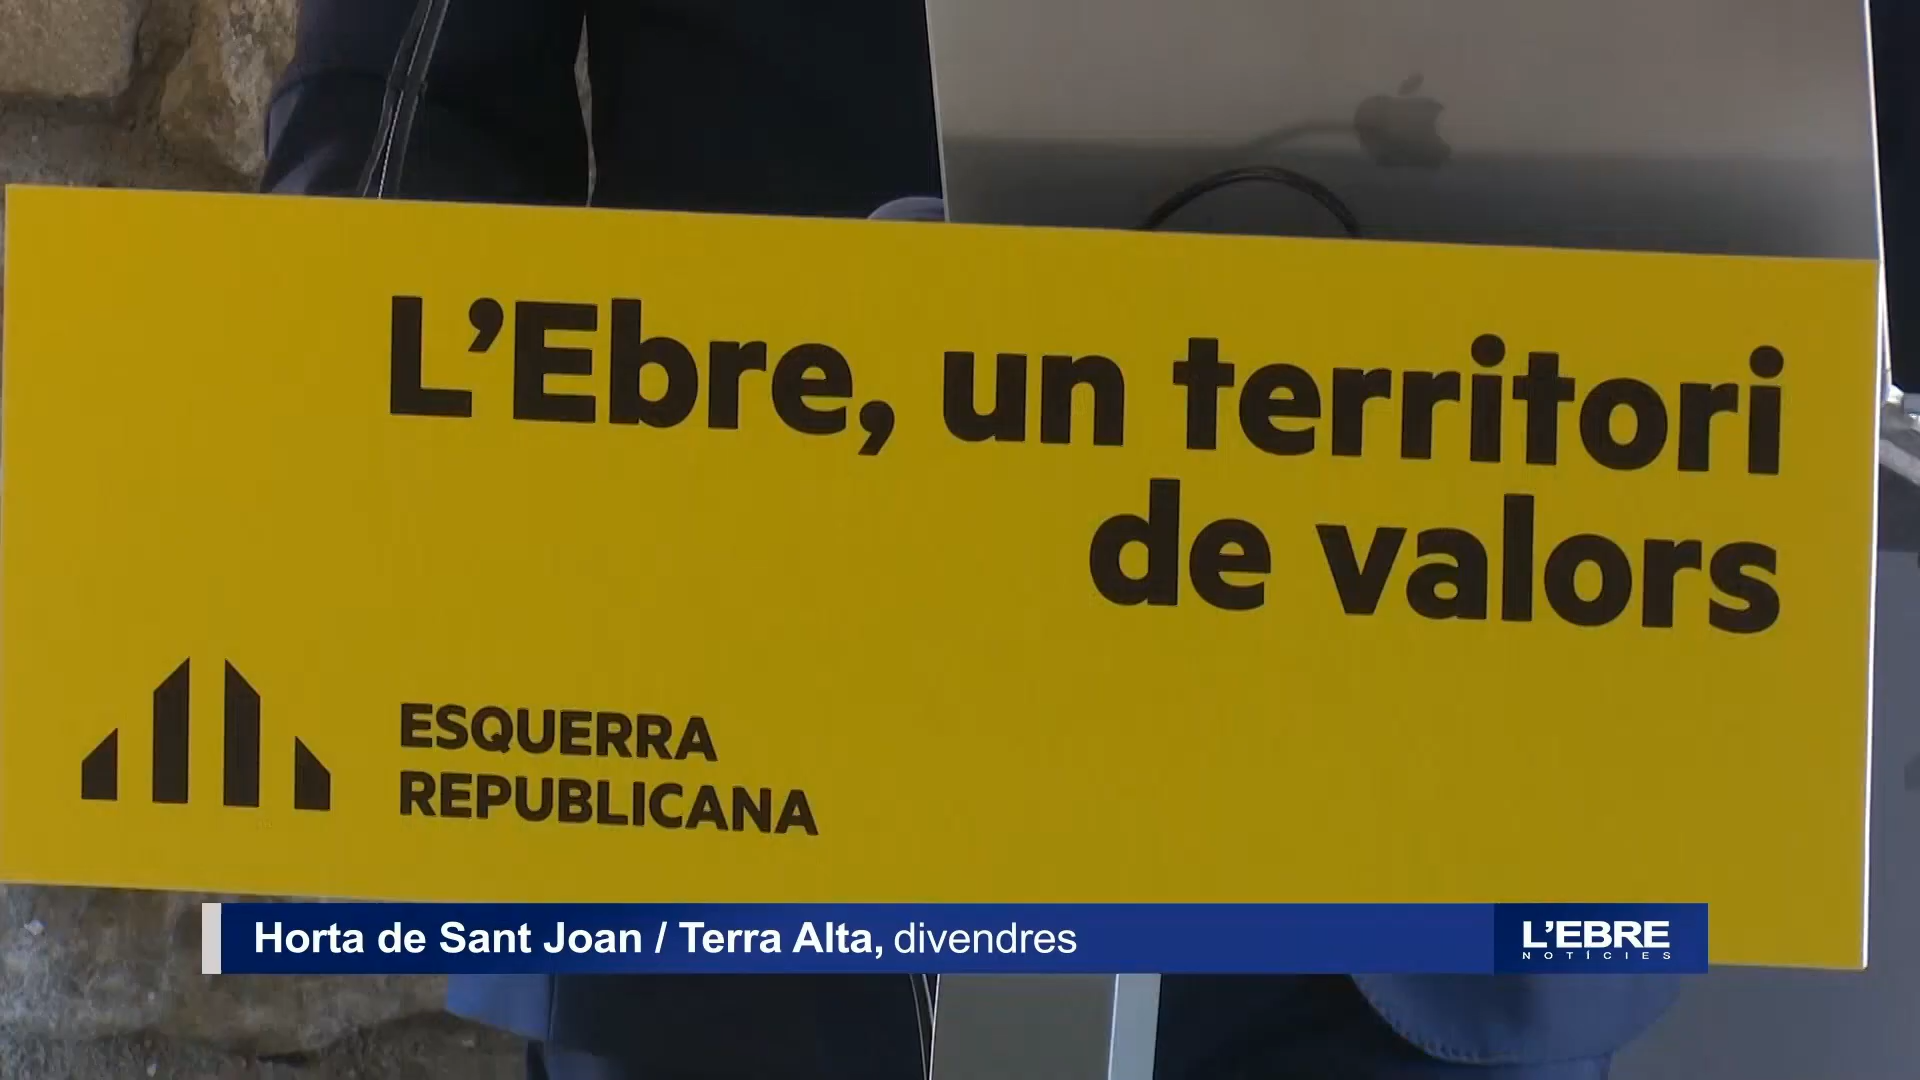 L'Ebre, un territori
de valors
ESQUERRA
REPUBLICANA
Horta de Sant Joan / Terra Alta, divendres
L'EBRE
NOTÍCIES